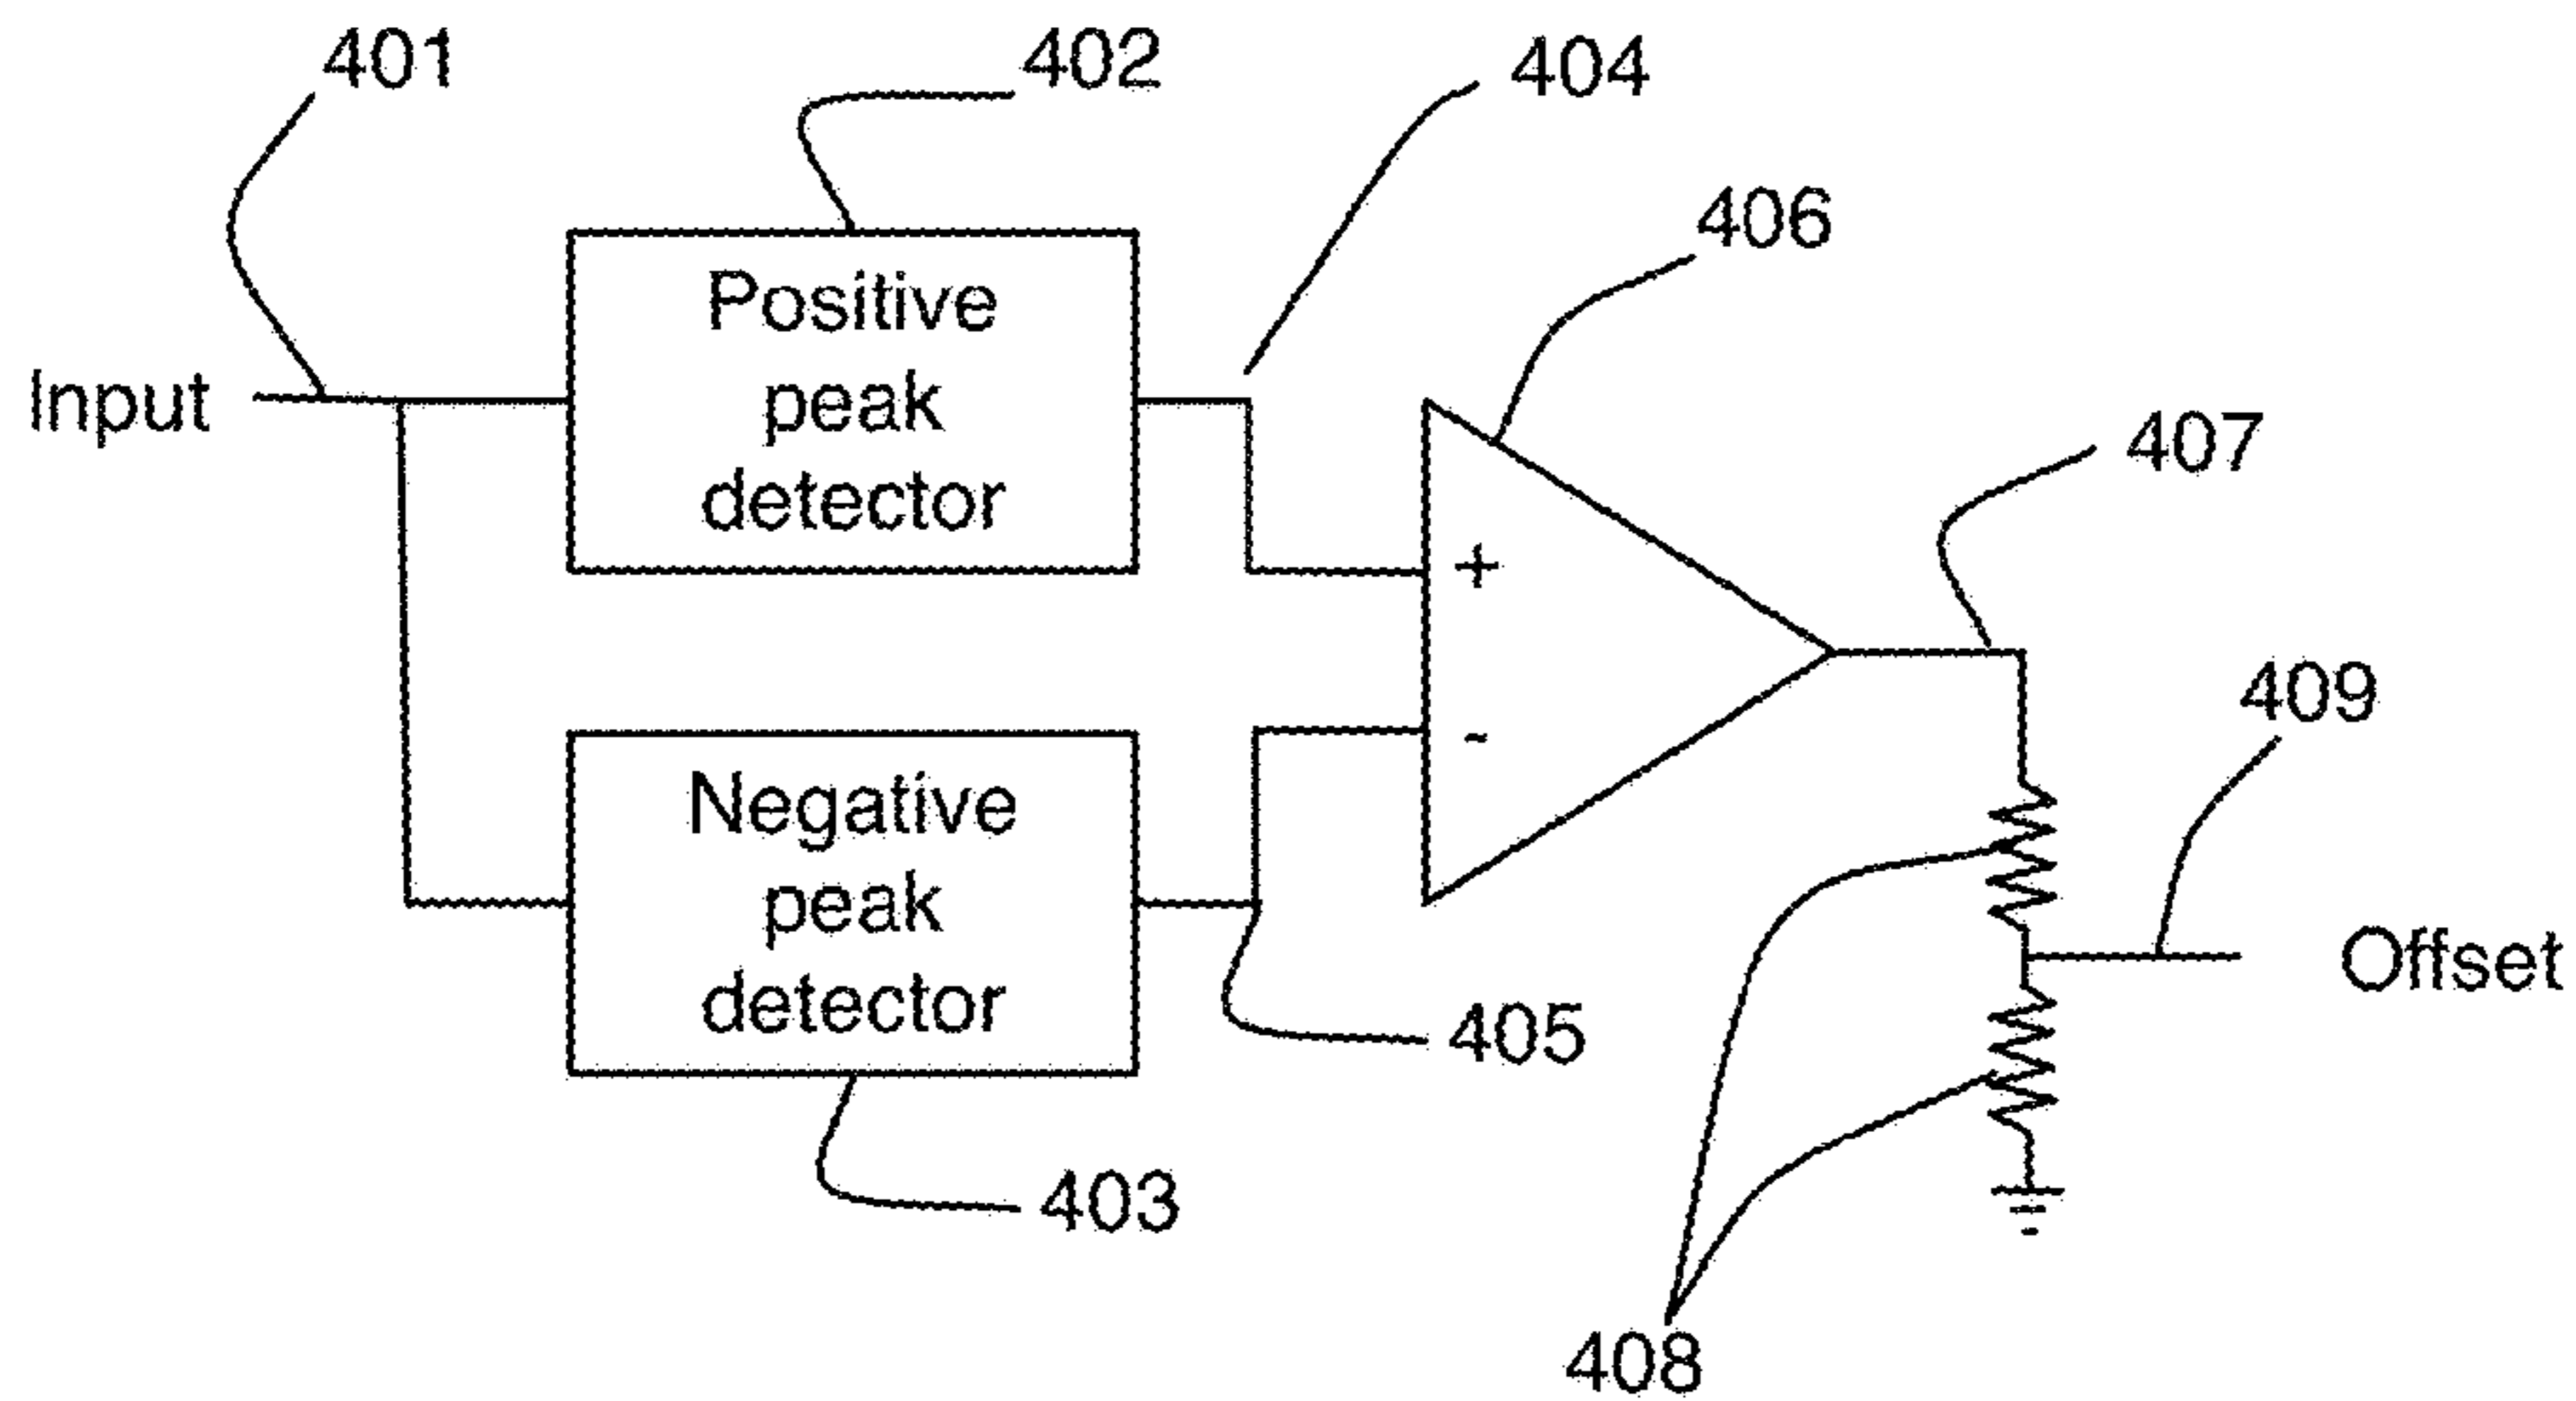 401
402
404
406
Input
Positive
peak
detector
+
407
-
409
Negative
peak
detector
Offset
405
403
408